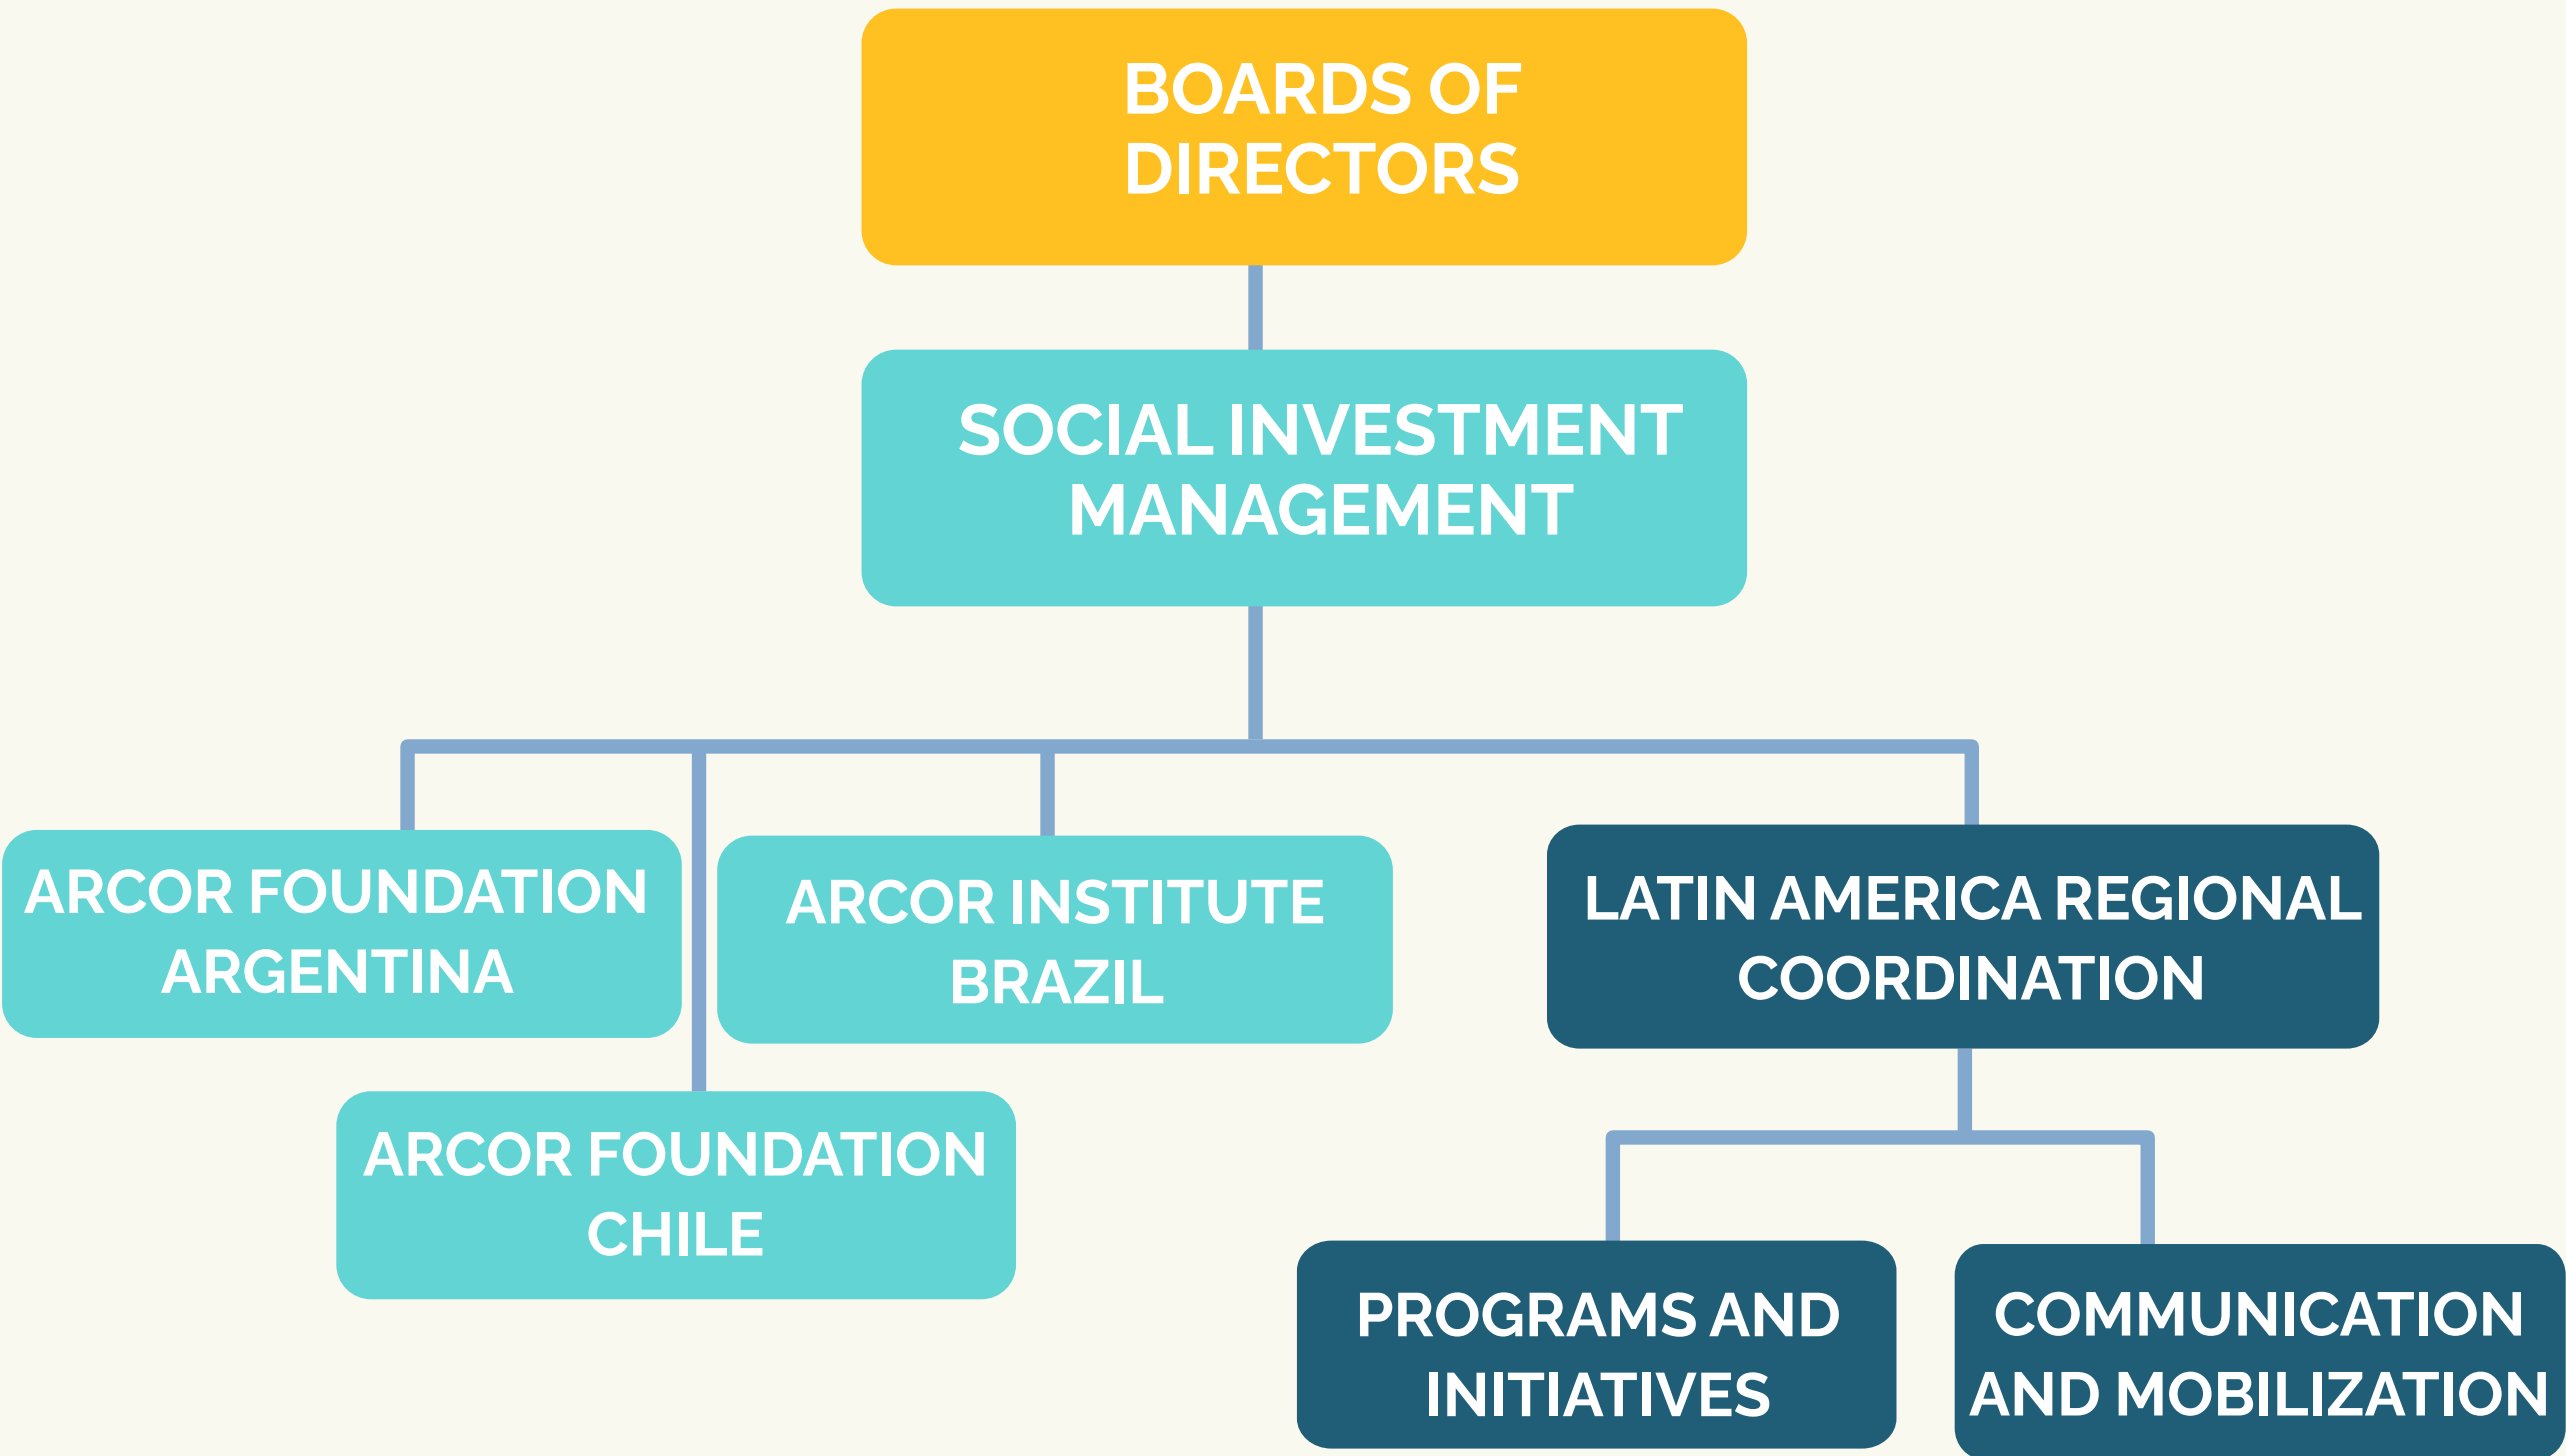 BOARDS OF
DIRECTORS
SOCIAL INVESTMENT
MANAGEMENT
ARCOR FOUNDATION
ARGENTINA
ARCOR INSTITUTE
BRAZIL
LATIN AMERICA REGIONAL
COORDINATION
ARCOR FOUNDATION
CHILE
PROGRAMS AND
INITIATIVES
COMMUNICATION
AND MOBILIZATION